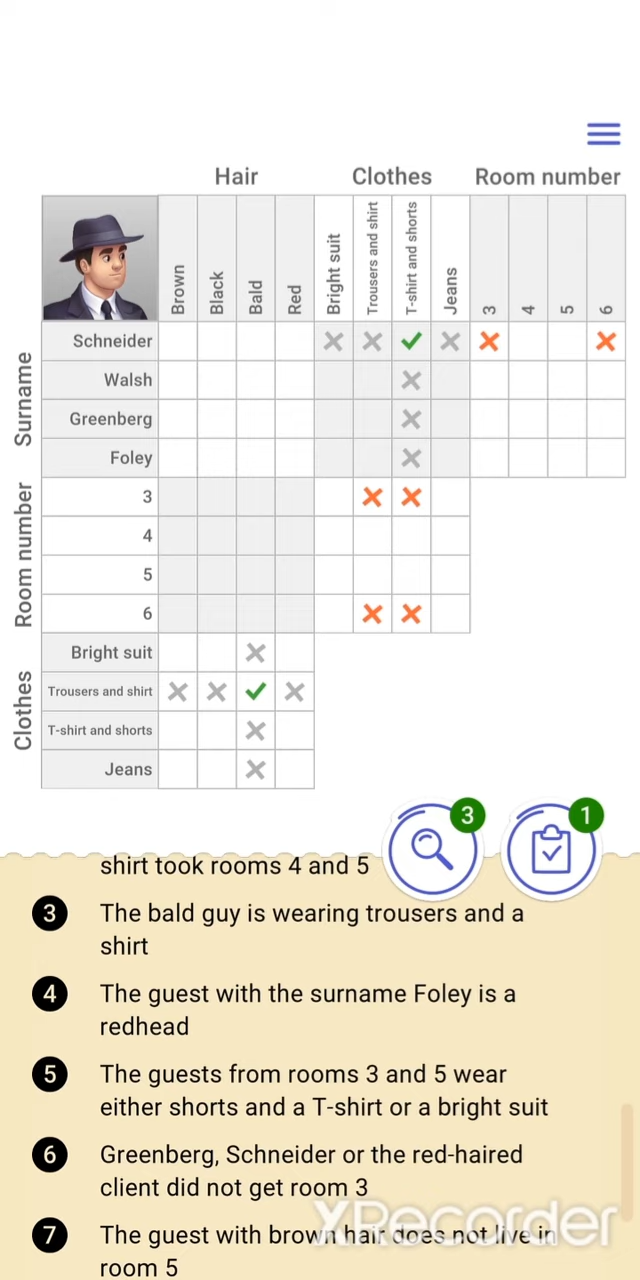 Hair Clothes Room number
Brown Black Bald Red Bright suit Trousers and shirt T-shirt and shorts Jeans 3 4 5 6
Surname
Schneider
Walsh
Greenberg
Foley
Room number
3
4
5
6
Clothes
Bright suit
Trousers and shirt
T-shirt and shorts
Jeans
3 1
shirt took rooms 4 and 5
3 The bald guy is wearing trousers and a
shirt
4 The guest with the surname Foley is a
redhead
5 The guests from rooms 3 and 5 wear
either shorts and a T-shirt or a bright suit
6 Greenberg, Schneider or the red-haired
client did not get room 3
7 The guest with brown hair does not live in
room 5
XRecorder